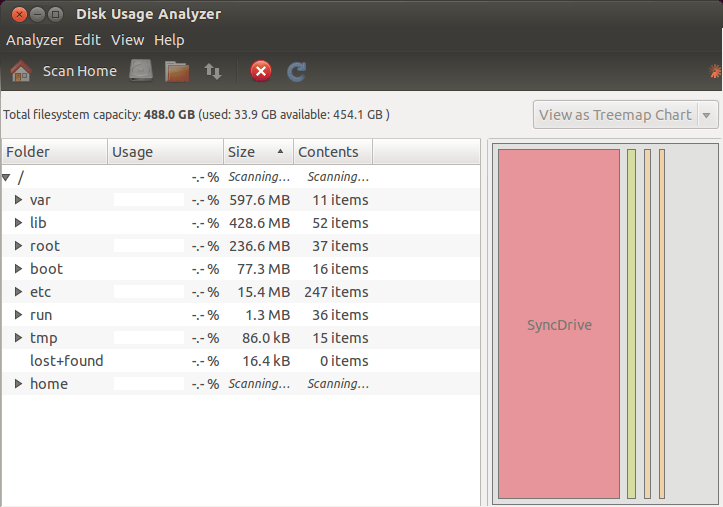 Disk Usage Analyzer
Analyzer Edit View Help
Scan Home
Total filesystem capacity: 488.0 GB (used: 33.9 GB available: 454.1 GB )
View as Treemap Chart
Folder Usage Size Contents
/ -.- % Scanning... Scanning...
var -.- % 597.6 MB 11 items
lib -.- % 428.6 MB 52 items
root -.- % 236.6 MB 37 items
boot -.- % 77.3 MB 16 items
etc -.- % 15.4 MB 247 items
run -.- % 1.3 MB 36 items
tmp -.- % 86.0 kB 15 items
lost+found -.- % 16.4 kB 0 items
home -.- % Scanning... Scanning...
SyncDrive